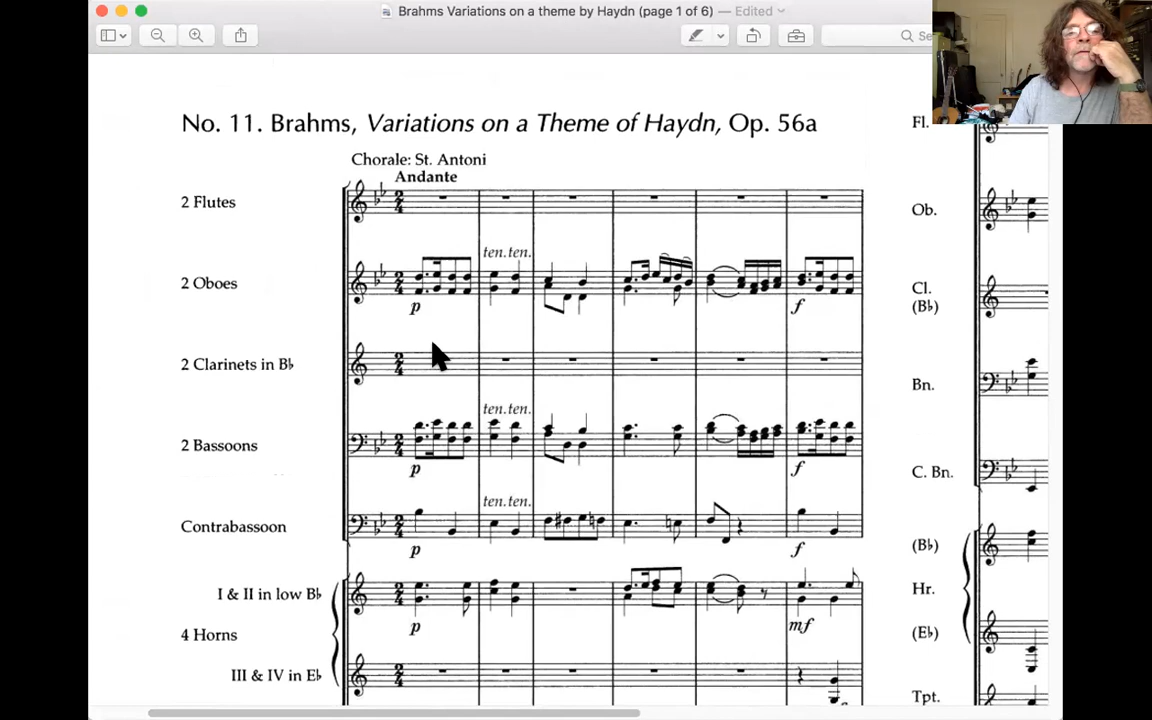 Brahms Variations on a theme by Haydn (page 1 of 6) — Edited
Se
No. 11. Brahms, Variations on a Theme of Haydn, Op. 56a
Chorale: St. Antoni
Andante
2 Flutes
Fl.
ten. ten.
2 Oboes
Ob.
p
f
2 Clarinets in B♭
Cl.
(B♭)
ten. ten.
2 Bassoons
Bn.
p
f
ten. ten.
Contrabassoon
C. Bn.
p
f
(B♭)
I & II in low B♭
Hr.
p
mf
4 Horns
(E♭)
III & IV in E♭
Tpt.